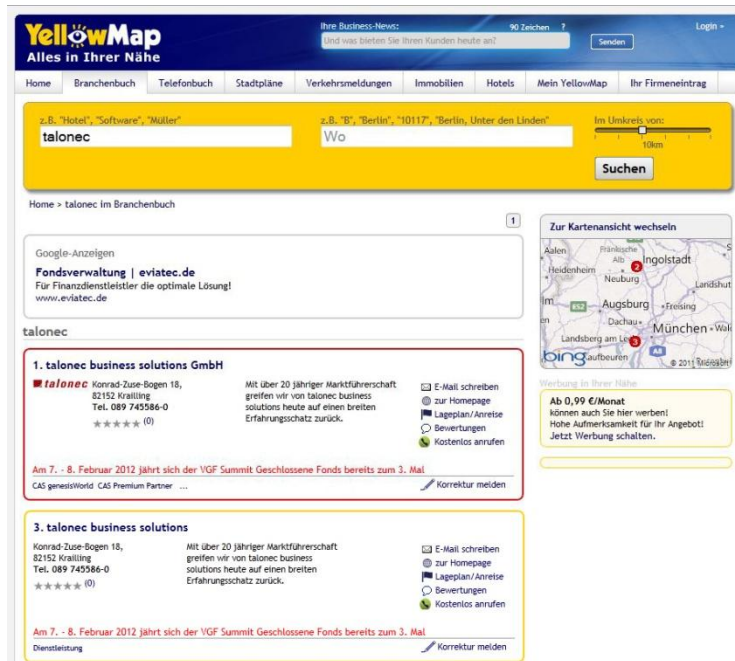 YellowMap
Alles in Ihrer Nähe
Ihre Business-News:
90 Zeichen ?
Login
Und was bieten Sie Ihren Kunden heute an?
Senden
Home
Branchenbuch
Telefonbuch
Stadtpläne
Verkehrsmeldungen
Immobilien
Hotels
Mein YellowMap
Ihr Firmeneintrag
z.B. "Hotel", "Software", "Müller"
z.B. "B", "Berlin", "10117", "Berlin, Unter den Linden"
Im Umkreis von:
talonec
Wo
10km
Suchen
Home > talonec im Branchenbuch
1
Google-Anzeigen
Fondsverwaltung | eviatec.de
Für Finanzdienstleister die optimale Lösung!
www.eviatec.de
talonec
1. talonec business solutions GmbH
talonec
Konrad-Zuse-Bogen 18,
82152 Krailling
Tel. 089 745586-0
(0)
Mit über 20 jähriger Marktführerschaft
greifen wir von talonec business
solutions heute auf einen breiten
Erfahrungsschatz zurück.
E-Mail schreiben
zur Homepage
Lageplan/Anreise
Bewertungen
Kostenlos anrufen
Am 7. - 8. Februar 2012 jährt sich der VGF Summit Geschlossene Fonds bereits zum 3. Mal
CAS genesisWorld CAS Premium Partner ...
Korrektur melden
3. talonec business solutions
Konrad-Zuse-Bogen 18,
82152 Krailling
Tel. 089 745586-0
(0)
Mit über 20 jähriger Marktführerschaft
greifen wir von talonec business
solutions heute auf einen breiten
Erfahrungsschatz zurück.
E-Mail schreiben
zur Homepage
Lageplan/Anreise
Bewertungen
Kostenlos anrufen
Am 7. - 8. Februar 2012 jährt sich der VGF Summit Geschlossene Fonds bereits zum 3. Mal
Dienstleistung
Korrektur melden
Zur Kartenansicht wechseln
Aalen
Fränkische
Alb
Ingolstadt
Heidenheim
2
Neuburg
Landshut
E52
Augsburg
Freising
Dachau
München
Landsberg am
3
A8
bing
aufbeuren
© 2011 Microsoft
Werbung in Ihrer Nähe
Ab 0,99 €/Monat
können auch Sie hier werben!
Hohe Aufmerksamkeit für Ihr Angebot!
Jetzt Werbung schalten.